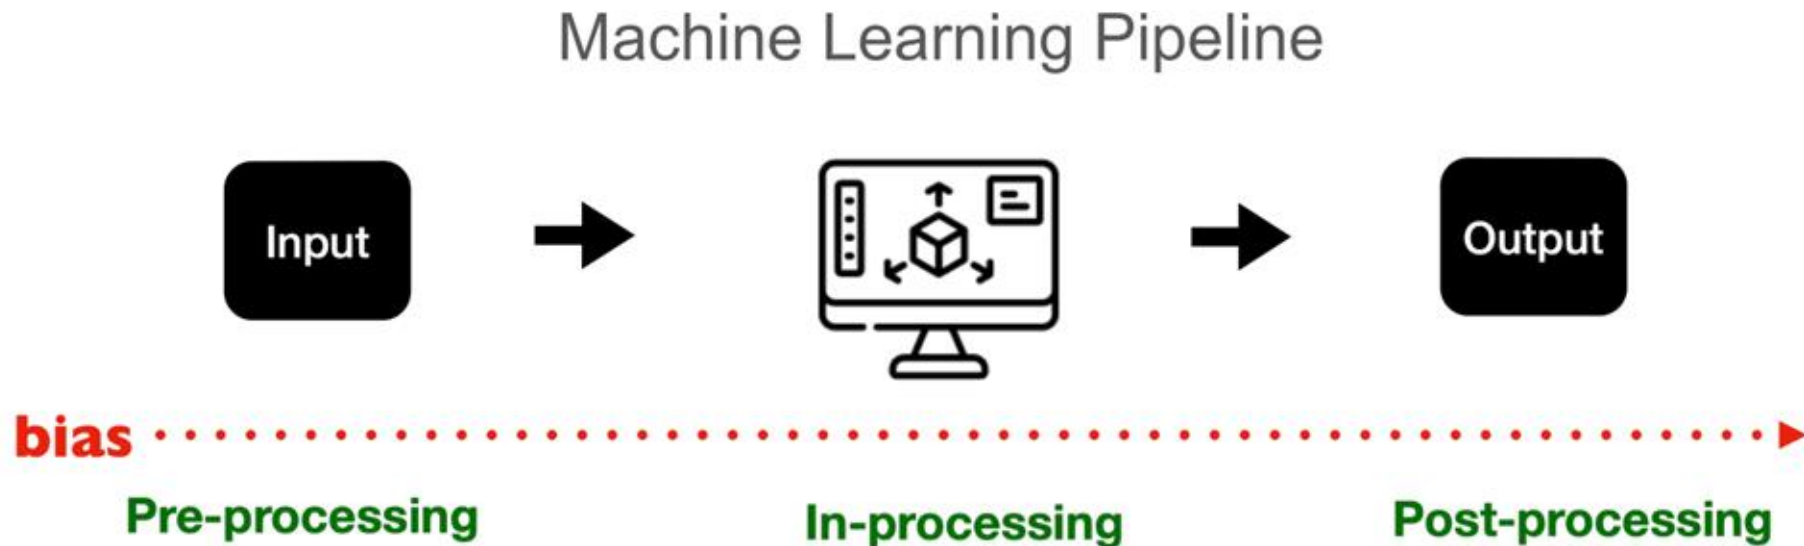 Machine Learning Pipeline
Input
Output
bias
Pre-processing
In-processing
Post-processing